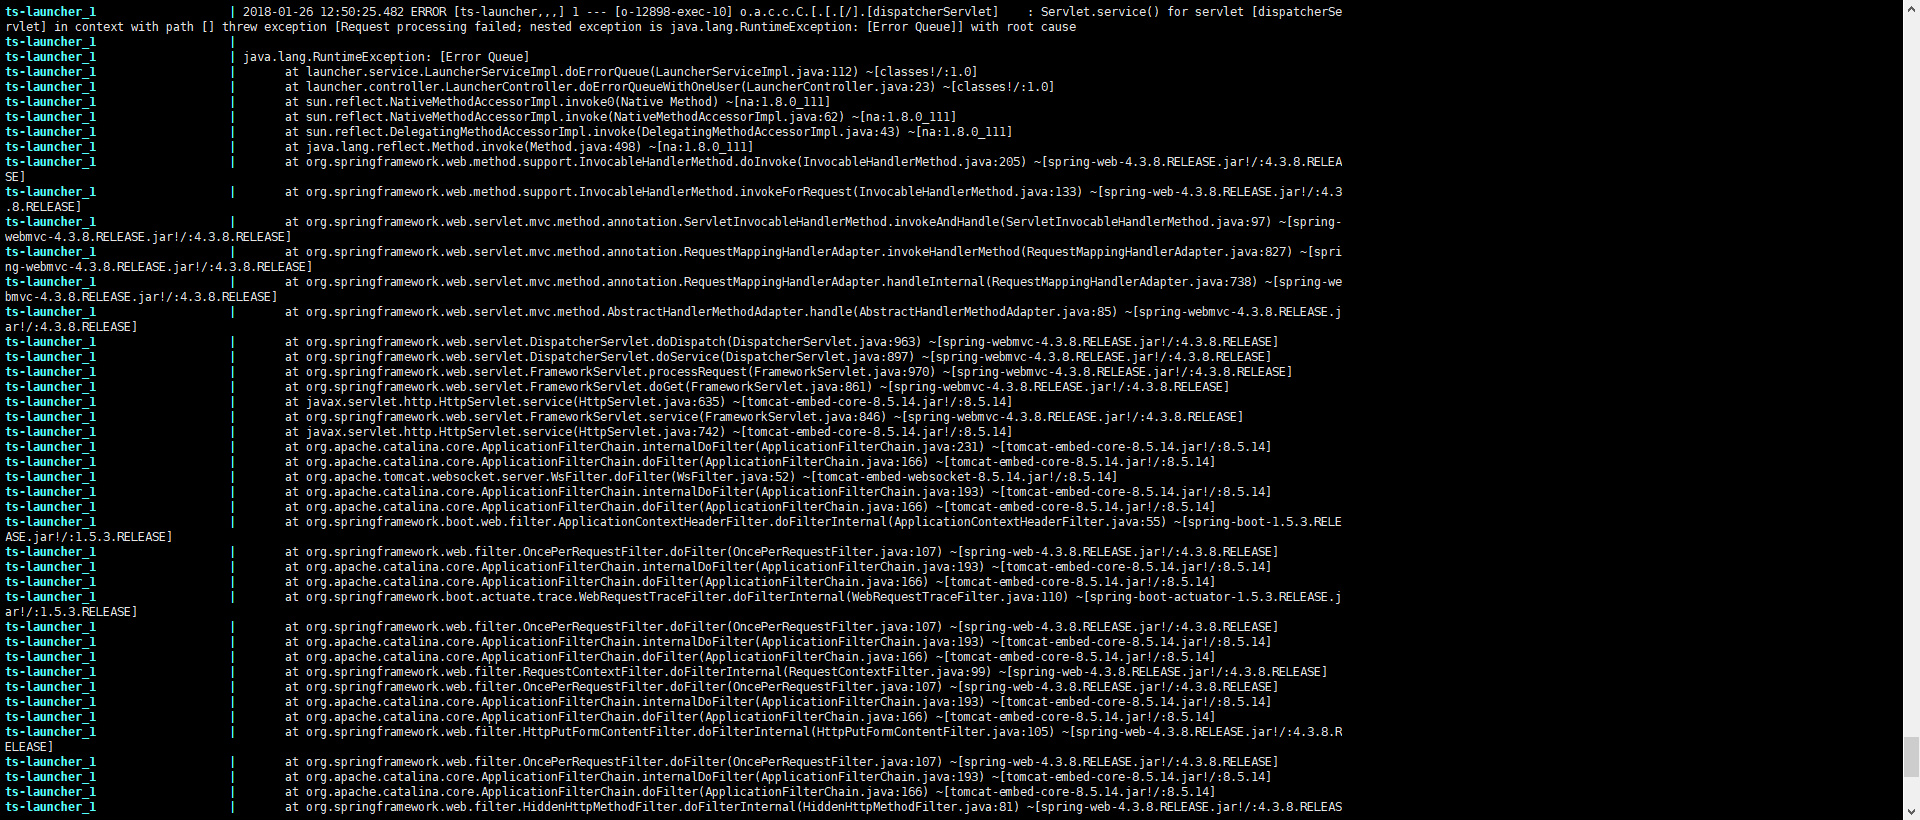 ts-launcher_1 | 2018-01-26 12:50:25.482 ERROR [ts-launcher,,,] 1 --- [o-12898-exec-10] o.a.c.c.C.[.[.[/].[dispatcherServlet] : Servlet.service() for servlet [dispatcherSe
rvlet] in context with path [] threw exception [Request processing failed; nested exception is java.lang.RuntimeException: [Error Queue]] with root cause
ts-launcher_1 |
ts-launcher_1 | java.lang.RuntimeException: [Error Queue]
ts-launcher_1 | at launcher.service.LauncherServiceImpl.doErrorQueue(LauncherServiceImpl.java:112) ~[classes!/:1.0]
ts-launcher_1 | at launcher.controller.LauncherController.doErrorQueueWithOneUser(LauncherController.java:23) ~[classes!/:1.0]
ts-launcher_1 | at sun.reflect.NativeMethodAccessorImpl.invoke0(Native Method) ~[na:1.8.0_111]
ts-launcher_1 | at sun.reflect.NativeMethodAccessorImpl.invoke(NativeMethodAccessorImpl.java:62) ~[na:1.8.0_111]
ts-launcher_1 | at sun.reflect.DelegatingMethodAccessorImpl.invoke(DelegatingMethodAccessorImpl.java:43) ~[na:1.8.0_111]
ts-launcher_1 | at java.lang.reflect.Method.invoke(Method.java:498) ~[na:1.8.0_111]
ts-launcher_1 | at org.springframework.web.method.support.InvocableHandlerMethod.doInvoke(InvocableHandlerMethod.java:205) ~[spring-web-4.3.8.RELEASE.jar!/:4.3.8.RELEA
SE]
ts-launcher_1 | at org.springframework.web.method.support.InvocableHandlerMethod.invokeForRequest(InvocableHandlerMethod.java:133) ~[spring-web-4.3.8.RELEASE.jar!/:4.3
.8.RELEASE]
ts-launcher_1 | at org.springframework.web.servlet.mvc.method.annotation.ServletInvocableHandlerMethod.invokeAndHandle(ServletInvocableHandlerMethod.java:97) ~[spring-
webmvc-4.3.8.RELEASE.jar!/:4.3.8.RELEASE]
ts-launcher_1 | at org.springframework.web.servlet.mvc.method.annotation.RequestMappingHandlerAdapter.invokeHandlerMethod(RequestMappingHandlerAdapter.java:827) ~[spri
ng-webmvc-4.3.8.RELEASE.jar!/:4.3.8.RELEASE]
ts-launcher_1 | at org.springframework.web.servlet.mvc.method.annotation.RequestMappingHandlerAdapter.handleInternal(RequestMappingHandlerAdapter.java:738) ~[spring-we
bmvc-4.3.8.RELEASE.jar!/:4.3.8.RELEASE]
ts-launcher_1 | at org.springframework.web.servlet.mvc.method.AbstractHandlerMethodAdapter.handle(AbstractHandlerMethodAdapter.java:85) ~[spring-webmvc-4.3.8.RELEASE.j
ar!/:4.3.8.RELEASE]
ts-launcher_1 | at org.springframework.web.servlet.DispatcherServlet.doDispatch(DispatcherServlet.java:963) ~[spring-webmvc-4.3.8.RELEASE.jar!/:4.3.8.RELEASE]
ts-launcher_1 | at org.springframework.web.servlet.DispatcherServlet.doService(DispatcherServlet.java:897) ~[spring-webmvc-4.3.8.RELEASE.jar!/:4.3.8.RELEASE]
ts-launcher_1 | at org.springframework.web.servlet.FrameworkServlet.processRequest(FrameworkServlet.java:970) ~[spring-webmvc-4.3.8.RELEASE.jar!/:4.3.8.RELEASE]
ts-launcher_1 | at org.springframework.web.servlet.FrameworkServlet.doGet(FrameworkServlet.java:861) ~[spring-webmvc-4.3.8.RELEASE.jar!/:4.3.8.RELEASE]
ts-launcher_1 | at javax.servlet.http.HttpServlet.service(HttpServlet.java:635) ~[tomcat-embed-core-8.5.14.jar!/:8.5.14]
ts-launcher_1 | at org.springframework.web.servlet.FrameworkServlet.service(FrameworkServlet.java:846) ~[spring-webmvc-4.3.8.RELEASE.jar!/:4.3.8.RELEASE]
ts-launcher_1 | at javax.servlet.http.HttpServlet.service(HttpServlet.java:742) ~[tomcat-embed-core-8.5.14.jar!/:8.5.14]
ts-launcher_1 | at org.apache.catalina.core.ApplicationFilterChain.internalDoFilter(ApplicationFilterChain.java:231) ~[tomcat-embed-core-8.5.14.jar!/:8.5.14]
ts-launcher_1 | at org.apache.catalina.core.ApplicationFilterChain.doFilter(ApplicationFilterChain.java:166) ~[tomcat-embed-core-8.5.14.jar!/:8.5.14]
ts-launcher_1 | at org.apache.tomcat.websocket.server.WsFilter.doFilter(WsFilter.java:52) ~[tomcat-embed-websocket-8.5.14.jar!/:8.5.14]
ts-launcher_1 | at org.apache.catalina.core.ApplicationFilterChain.internalDoFilter(ApplicationFilterChain.java:193) ~[tomcat-embed-core-8.5.14.jar!/:8.5.14]
ts-launcher_1 | at org.apache.catalina.core.ApplicationFilterChain.doFilter(ApplicationFilterChain.java:166) ~[tomcat-embed-core-8.5.14.jar!/:8.5.14]
ts-launcher_1 | at org.springframework.boot.web.filter.ApplicationContextHeaderFilter.doFilterInternal(ApplicationContextHeaderFilter.java:55) ~[spring-boot-1.5.3.RELE
ASE.jar!/:1.5.3.RELEASE]
ts-launcher_1 | at org.springframework.web.filter.OncePerRequestFilter.doFilter(OncePerRequestFilter.java:107) ~[spring-web-4.3.8.RELEASE.jar!/:4.3.8.RELEASE]
ts-launcher_1 | at org.apache.catalina.core.ApplicationFilterChain.internalDoFilter(ApplicationFilterChain.java:193) ~[tomcat-embed-core-8.5.14.jar!/:8.5.14]
ts-launcher_1 | at org.apache.catalina.core.ApplicationFilterChain.doFilter(ApplicationFilterChain.java:166) ~[tomcat-embed-core-8.5.14.jar!/:8.5.14]
ts-launcher_1 | at org.springframework.boot.actuate.trace.WebRequestTraceFilter.doFilterInternal(WebRequestTraceFilter.java:110) ~[spring-boot-actuator-1.5.3.RELEASE.j
ar!/:1.5.3.RELEASE]
ts-launcher_1 | at org.springframework.web.filter.OncePerRequestFilter.doFilter(OncePerRequestFilter.java:107) ~[spring-web-4.3.8.RELEASE.jar!/:4.3.8.RELEASE]
ts-launcher_1 | at org.apache.catalina.core.ApplicationFilterChain.internalDoFilter(ApplicationFilterChain.java:193) ~[tomcat-embed-core-8.5.14.jar!/:8.5.14]
ts-launcher_1 | at org.apache.catalina.core.ApplicationFilterChain.doFilter(ApplicationFilterChain.java:166) ~[tomcat-embed-core-8.5.14.jar!/:8.5.14]
ts-launcher_1 | at org.springframework.web.filter.RequestContextFilter.doFilterInternal(RequestContextFilter.java:99) ~[spring-web-4.3.8.RELEASE.jar!/:4.3.8.RELEASE]
ts-launcher_1 | at org.springframework.web.filter.OncePerRequestFilter.doFilter(OncePerRequestFilter.java:107) ~[spring-web-4.3.8.RELEASE.jar!/:4.3.8.RELEASE]
ts-launcher_1 | at org.apache.catalina.core.ApplicationFilterChain.internalDoFilter(ApplicationFilterChain.java:193) ~[tomcat-embed-core-8.5.14.jar!/:8.5.14]
ts-launcher_1 | at org.apache.catalina.core.ApplicationFilterChain.doFilter(ApplicationFilterChain.java:166) ~[tomcat-embed-core-8.5.14.jar!/:8.5.14]
ts-launcher_1 | at org.springframework.web.filter.HttpPutFormContentFilter.doFilterInternal(HttpPutFormContentFilter.java:105) ~[spring-web-4.3.8.RELEASE.jar!/:4.3.8.R
ELEASE]
ts-launcher_1 | at org.springframework.web.filter.OncePerRequestFilter.doFilter(OncePerRequestFilter.java:107) ~[spring-web-4.3.8.RELEASE.jar!/:4.3.8.RELEASE]
ts-launcher_1 | at org.apache.catalina.core.ApplicationFilterChain.internalDoFilter(ApplicationFilterChain.java:193) ~[tomcat-embed-core-8.5.14.jar!/:8.5.14]
ts-launcher_1 | at org.apache.catalina.core.ApplicationFilterChain.doFilter(ApplicationFilterChain.java:166) ~[tomcat-embed-core-8.5.14.jar!/:8.5.14]
ts-launcher_1 | at org.springframework.web.filter.HiddenHttpMethodFilter.doFilterInternal(HiddenHttpMethodFilter.java:81) ~[spring-web-4.3.8.RELEASE.jar!/:4.3.8.RELEAS